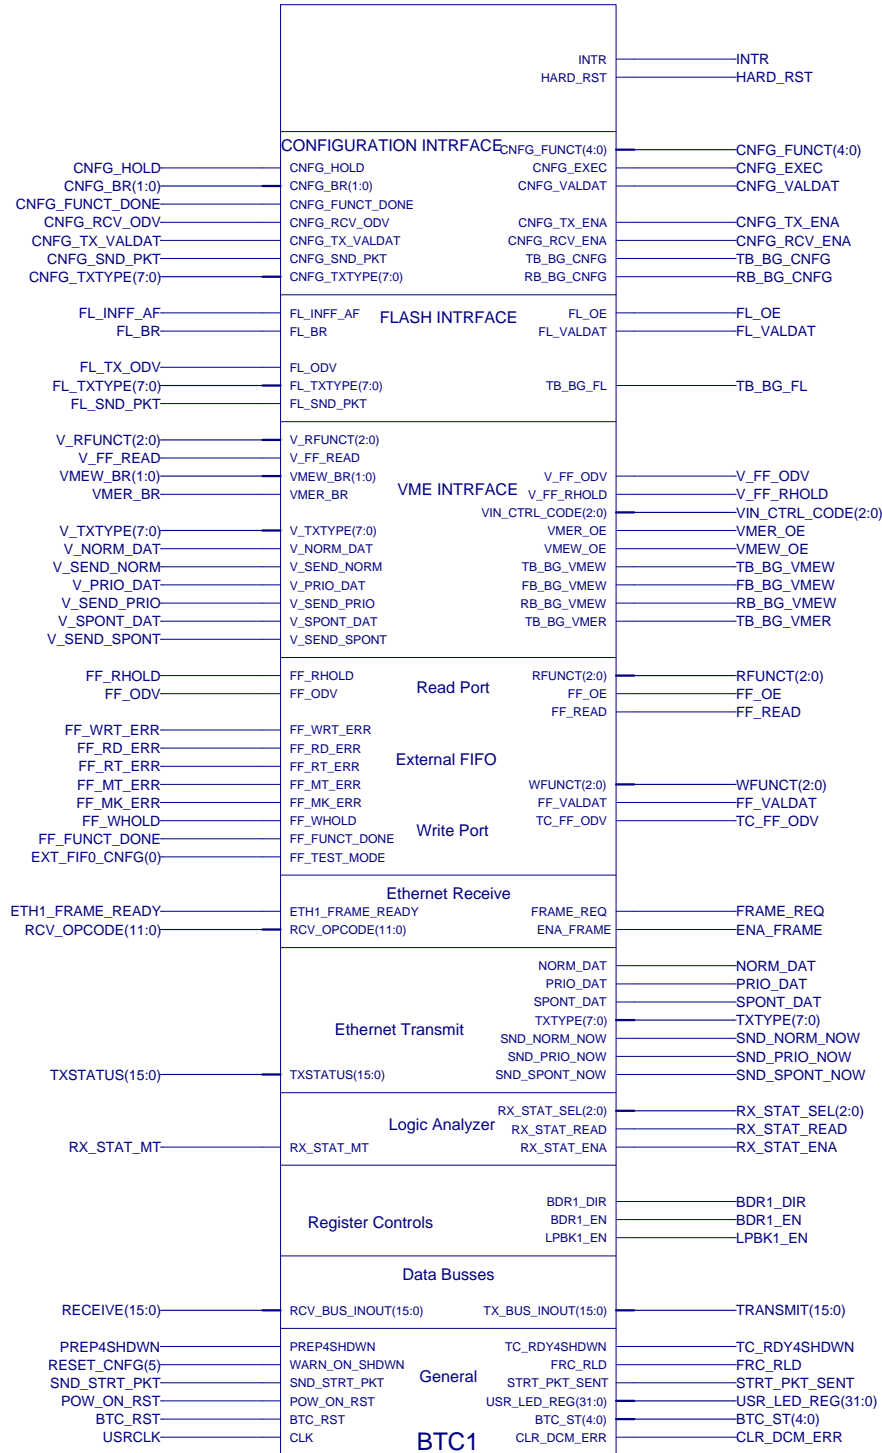 INTR INTR
HARD_RST HARD_RST
CONFIGURATION INTRFACE CNFG_FUNCT(4:0) CNFG_FUNCT(4:0)
CNFG_HOLD CNFG_HOLD CNFG_EXEC CNFG_EXEC
CNFG_BR(1:0) CNFG_BR(1:0) CNFG_VALDAT CNFG_VALDAT
CNFG_FUNCT_DONE CNFG_FUNCT_DONE
CNFG_RCV_ODV CNFG_RCV_ODV CNFG_TX_ENA CNFG_TX_ENA
CNFG_TX_VALDAT CNFG_TX_VALDAT CNFG_RCV_ENA CNFG_RCV_ENA
CNFG_SND_PKT CNFG_SND_PKT TB_BG_CNFG TB_BG_CNFG
CNFG_TXTYPE(7:0) CNFG_TXTYPE(7:0) RB_BG_CNFG RB_BG_CNFG
FL_INFF_AF FL_INFF_AF FLASH INTRFACE FL_OE FL_OE
FL_BR FL_BR FL_VALDAT FL_VALDAT
FL_TX_ODV FL_ODV
FL_TXTYPE(7:0) FL_TXTYPE(7:0) TB_BG_FL TB_BG_FL
FL_SND_PKT FL_SND_PKT
V_RFUNCT(2:0) V_RFUNCT(2:0)
V_FF_READ V_FF_READ
VMEW_BR(1:0) VMEW_BR(1:0) V_FF_ODV V_FF_ODV
VMER_BR VMER_BR VME INTRFACE V_FF_RHOLD V_FF_RHOLD
VIN_CTRL_CODE(2:0) VIN_CTRL_CODE(2:0)
V_TXTYPE(7:0) V_TXTYPE(7:0) VMER_OE VMER_OE
V_NORM_DAT V_NORM_DAT VMEW_OE VMEW_OE
V_SEND_NORM V_SEND_NORM TB_BG_VMEW TB_BG_VMEW
V_PRIO_DAT V_PRIO_DAT FB_BG_VMEW FB_BG_VMEW
V_SEND_PRIO V_SEND_PRIO RB_BG_VMEW RB_BG_VMEW
V_SPONT_DAT V_SPONT_DAT TB_BG_VMER TB_BG_VMER
V_SEND_SPONT V_SEND_SPONT
FF_RHOLD FF_RHOLD Read Port RFUNCT(2:0) RFUNCT(2:0)
FF_ODV FF_ODV FF_OE FF_OE
FF_READ FF_READ
FF_WRT_ERR FF_WRT_ERR
FF_RD_ERR FF_RD_ERR
FF_RT_ERR FF_RT_ERR External FIFO
FF_MT_ERR FF_MT_ERR WFUNCT(2:0) WFUNCT(2:0)
FF_MK_ERR FF_MK_ERR FF_VALDAT FF_VALDAT
FF_WHOLD FF_WHOLD Write Port TC_FF_ODV TC_FF_ODV
FF_FUNCT_DONE FF_FUNCT_DONE
EXT_FIF0_CNFG(0) FF_TEST_MODE
Ethernet Receive
ETH1_FRAME_READY ETH1_FRAME_READY FRAME_REQ FRAME_REQ
RCV_OPCODE(11:0) RCV_OPCODE(11:0) ENA_FRAME ENA_FRAME
NORM_DAT NORM_DAT
PRIO_DAT PRIO_DAT
SPONT_DAT SPONT_DAT
Ethernet Transmit TXTYPE(7:0) TXTYPE(7:0)
SND_NORM_NOW SND_NORM_NOW
SND_PRIO_NOW SND_PRIO_NOW
TXSTATUS(15:0) TXSTATUS(15:0) SND_SPONT_NOW SND_SPONT_NOW
RX_STAT_SEL(2:0) RX_STAT_SEL(2:0)
Logic Analyzer RX_STAT_READ RX_STAT_READ
RX_STAT_MT RX_STAT_MT RX_STAT_ENA RX_STAT_ENA
BDR1_DIR BDR1_DIR
Register Controls BDR1_EN BDR1_EN
LPBK1_EN LPBK1_EN
Data Busses
RECEIVE(15:0) RCV_BUS_INOUT(15:0) TX_BUS_INOUT(15:0) TRANSMIT(15:0)
PREP4SHDWN PREP4SHDWN TC_RDY4SHDWN TC_RDY4SHDWN
RESET_CNFG(5) WARN_ON_SHDWN FRC_RLD FRC_RLD
SND_STRT_PKT SND_STRT_PKT General STRT_PKT_SENT STRT_PKT_SENT
POW_ON_RST POW_ON_RST USR_LED_REG(31:0) USR_LED_REG(31:0)
BTC_RST BTC_RST BTC_ST(4:0) BTC_ST(4:0)
USRCLK CLK BTC1 CLR_DCM_ERR CLR_DCM_ERR